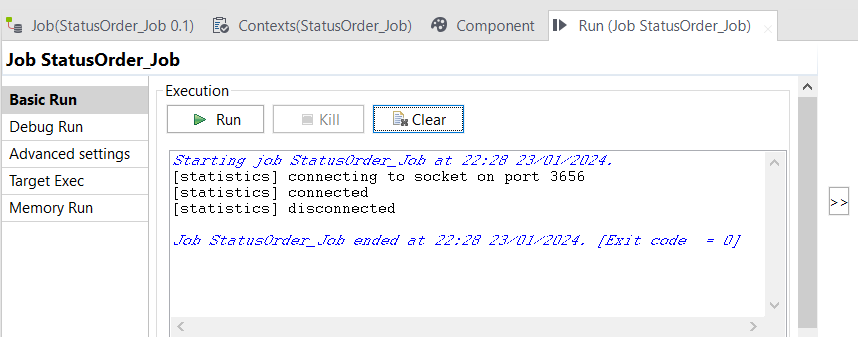 Job(StatusOrder_Job 0.1) Contexts(StatusOrder_Job) Component Run (Job StatusOrder_Job)
Job StatusOrder_Job
Basic Run
Debug Run
Advanced settings
Target Exec
Memory Run
Execution
Run Kill Clear
Starting job StatusOrder_Job at 22:28 23/01/2024.
[statistics] connecting to socket on port 3656
[statistics] connected
[statistics] disconnected
Job StatusOrder_Job ended at 22:28 23/01/2024. [Exit code  = 0]
>>